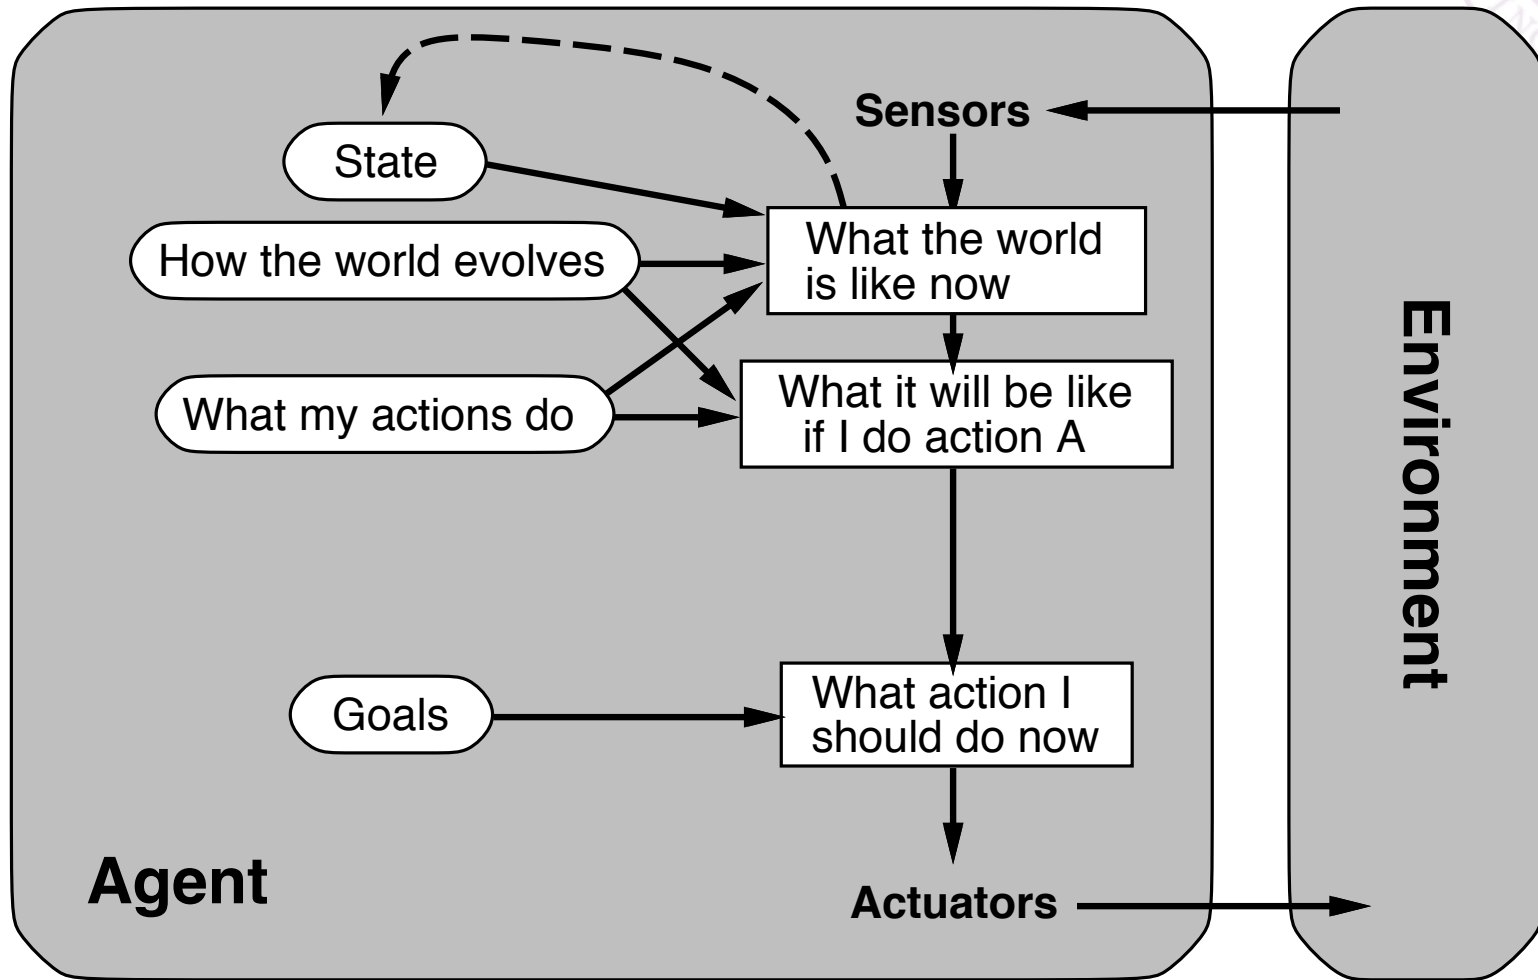 Sensors
State
What the world
is like now
How the world evolves
What it will be like
if I do action A
What my actions do
Environment
What action I
should do now
Goals
Agent
Actuators